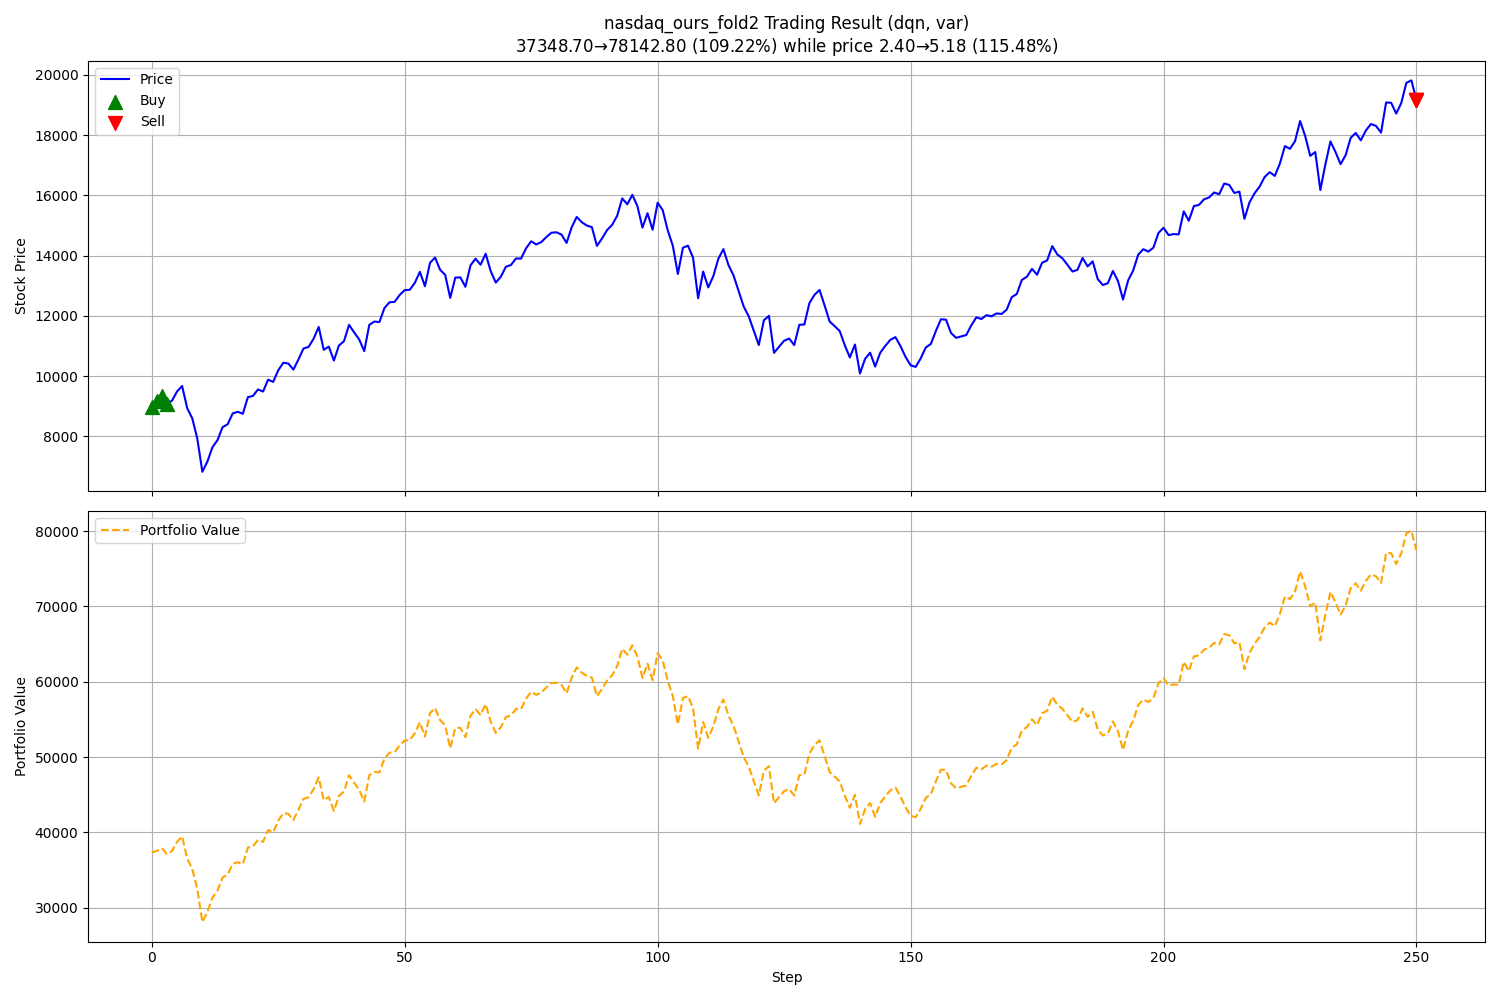 nasdaq_ours_fold2 Trading Result (dqn, var)
37348.70→78142.80 (109.22%) while price 2.40→5.18 (115.48%)
Price
Buy
Sell
20000
18000
16000
14000
12000
10000
8000
Stock Price
Portfolio Value
80000
70000
60000
50000
40000
30000
Portfolio Value
0
50
100
150
200
250
Step